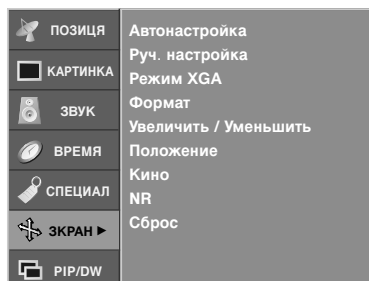 ПОЗИЦЯ
КАРТИНКА
ЗВУК
ВРЕМЯ
СПЕЦИАЛ
ЗКРАН ►
PIP/DW
Автонастройка
Руч. настройка
Режим XGA
Формат
Увеличить / Уменьшить
Положение
Кино
NR
Сброс